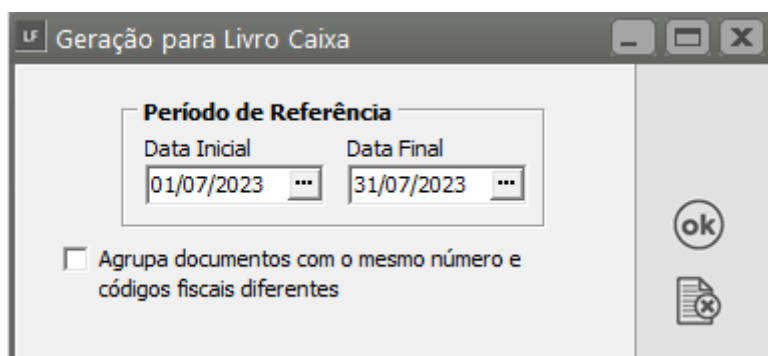 LF Geração para Livro Caixa
Período de Referência
Data Inicial Data Final
01/07/2023 ... 31/07/2023 ...
ok
Agrupa documentos com o mesmo número e
códigos fiscais diferentes